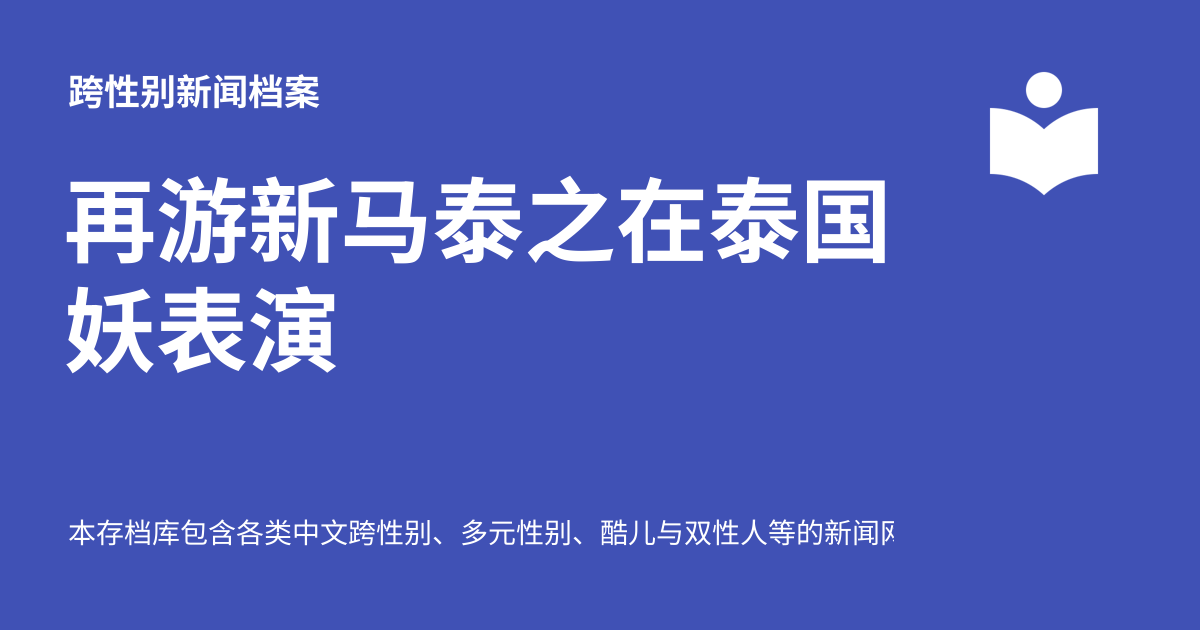 跨性别新闻档案
再游新马泰之在泰国
妖表演
本存档库包含各类中文跨性别、多元性别、酷儿与双性人等的新闻网